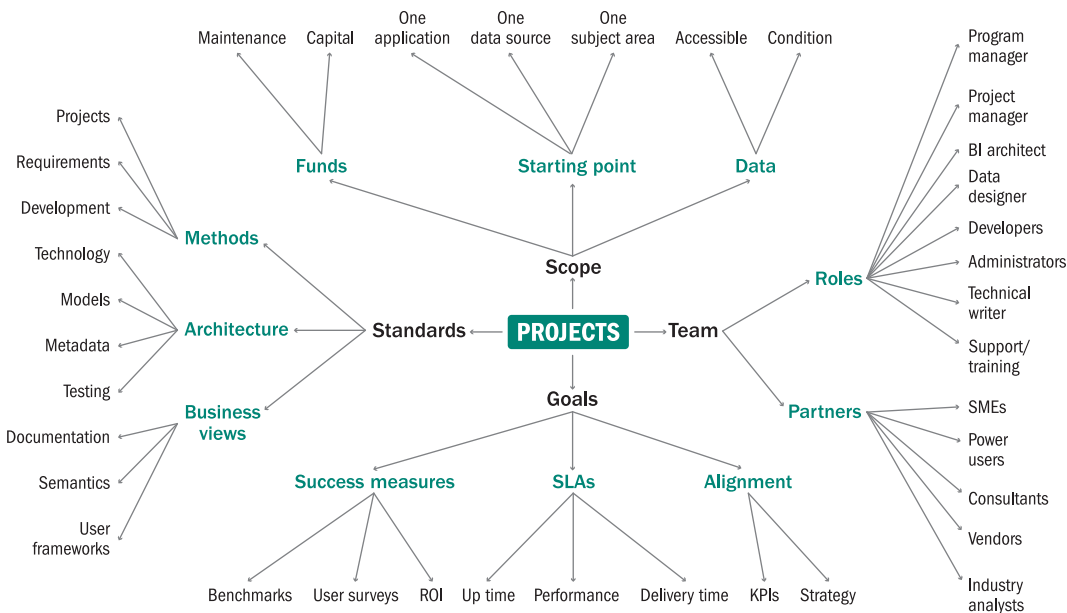 One
application
One
data source
One
subject area
Maintenance
Capital
Accessible
Condition
Program
manager
Project
manager
BI architect
Data
designer
Developers
Administrators
Technical
writer
Support/
training
Projects
Requirements
Development
Technology
Models
Metadata
Testing
Documentation
Semantics
User
frameworks
Funds
Starting point
Data
Methods
Architecture
Business
views
Scope
Standards
PROJECTS
Team
Goals
Roles
Partners
SMEs
Power
users
Consultants
Vendors
Industry
analysts
Success measures
SLAs
Alignment
Benchmarks
User surveys
ROI
Up time
Performance
Delivery time
KPIs
Strategy